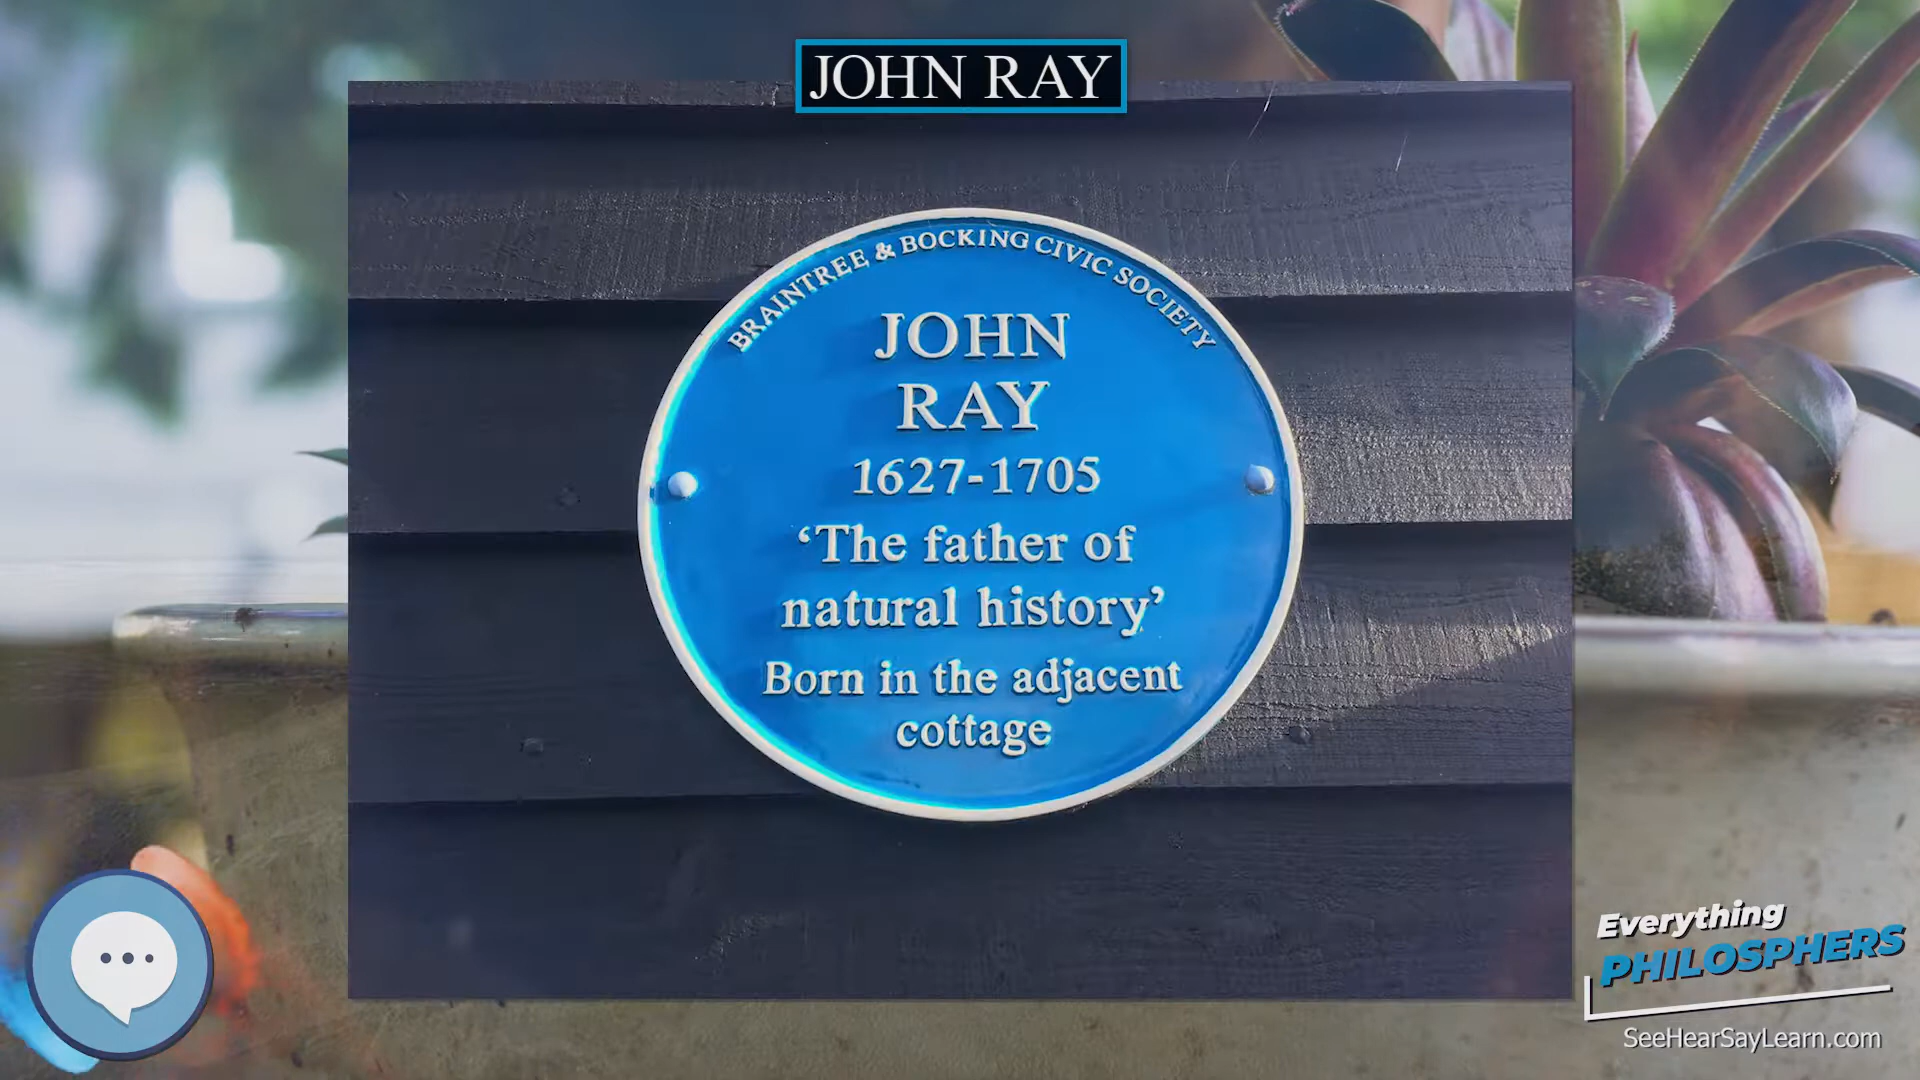 JOHN RAY
BRAINTREE & BOCKING CIVIC SOCIETY
JOHN
RAY
1627-1705
‘The father of
natural history’
Born in the adjacent
cottage
Everything
PHILOSPHERS
SeeHearSayLearn.com